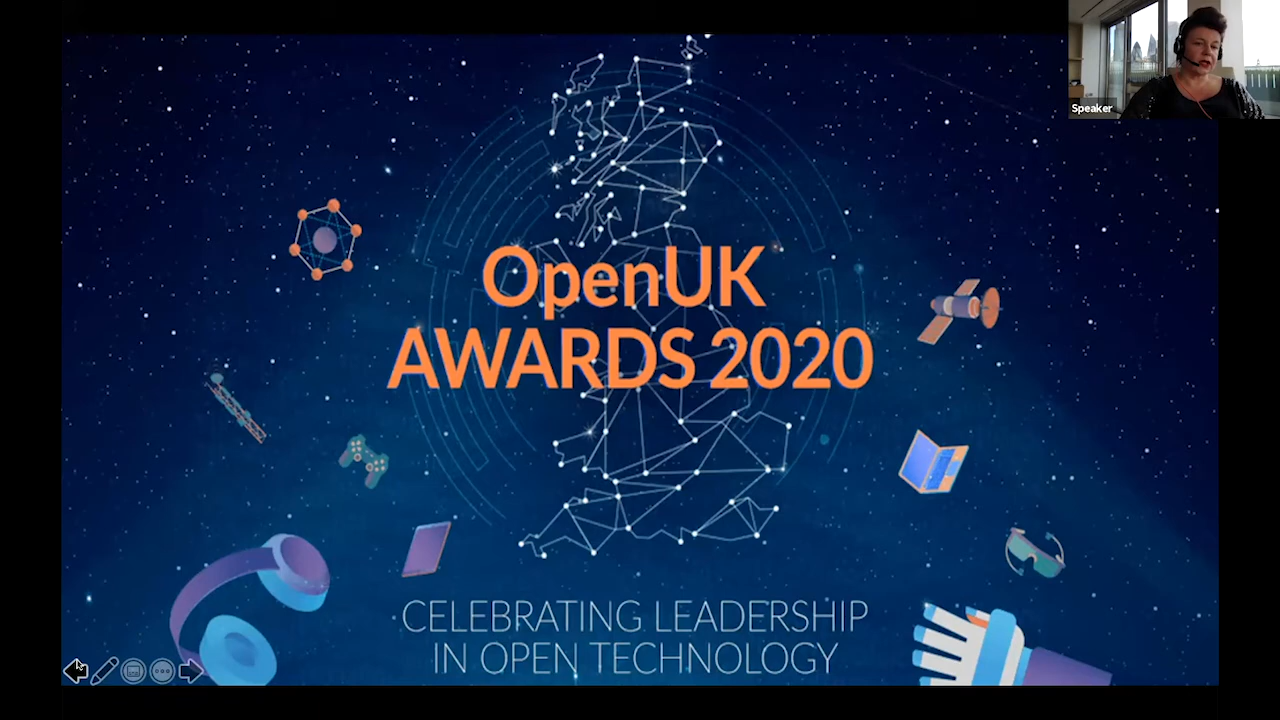 Speaker
OpenUK
AWARDS 2020
CELEBRATING LEADERSHIP
IN OPEN TECHNOLOGY